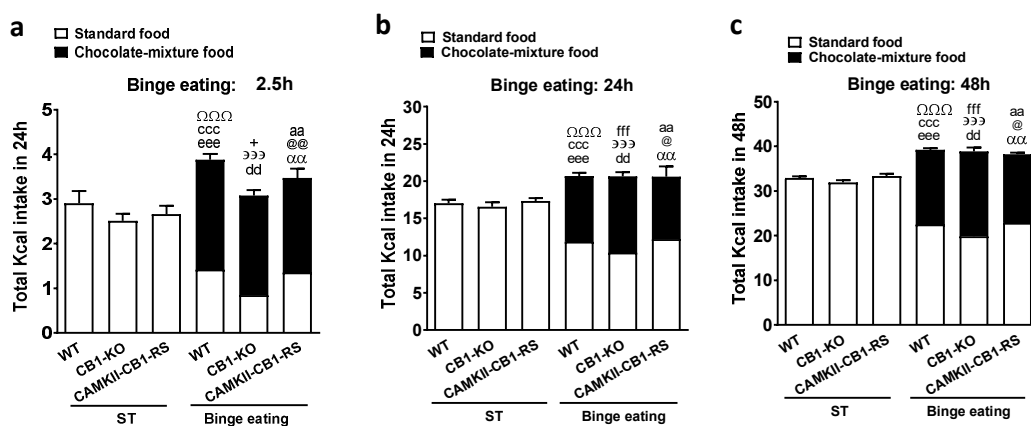 a
Standard food
Chocolate-mixture food
Binge eating: 2.5h
Total Kcal intake in 24h
5
4
3
2
1
0
ΩΩΩ
ccc
eee
+
϶϶϶
dd
aa
@@
αα
WT
CB1-KO
CAMKII-CB1-RS
WT
CB1-KO
CAMKII-CB1-RS
ST
Binge eating
b
Standard food
Chocolate-mixture food
Binge eating: 24h
Total Kcal intake in 24h
30
25
20
15
10
5
0
ΩΩΩ
ccc
eee
fff
϶϶϶
dd
aa
@
αα
WT
CB1-KO
CAMKII-CB1-RS
WT
CB1-KO
CAMKII-CB1-RS
ST
Binge eating
c
Standard food
Chocolate-mixture food
Binge eating: 48h
Total Kcal intake in 48h
50
40
30
20
10
0
ΩΩΩ
ccc
eee
fff
϶϶϶
dd
aa
@
αα
WT
CB1-KO
CAMKII-CB1-RS
WT
CB1-KO
CAMKII-CB1-RS
ST
Binge eating